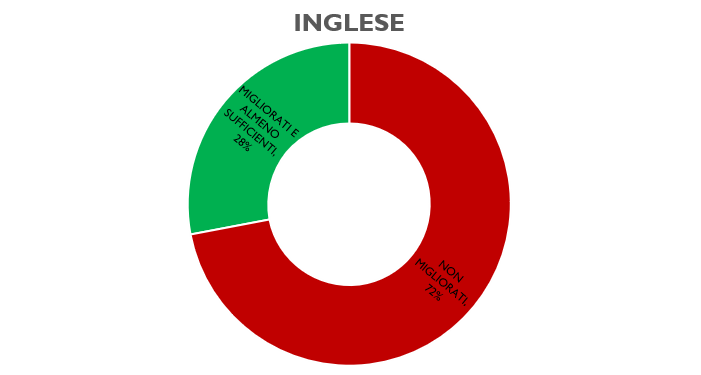 INGLESE
MIGLIORATI E
ALMENO
SUFFICIENTI,
28%
NON
MIGLIORATI,
72%